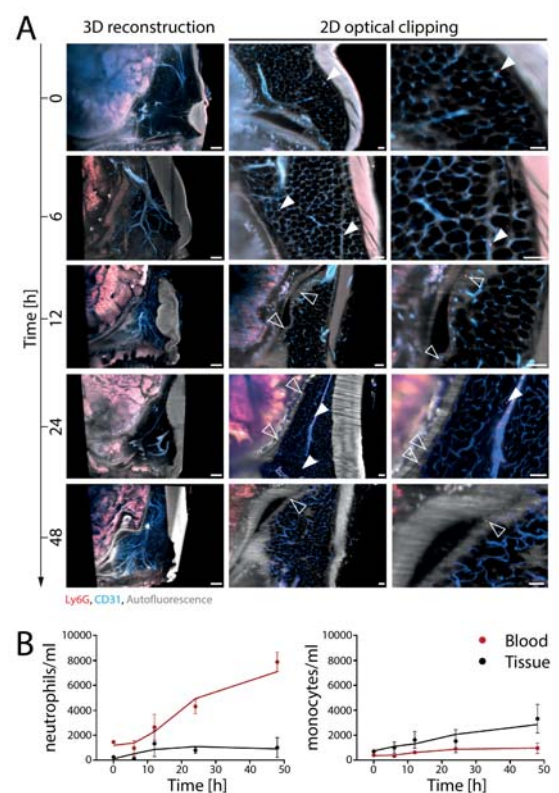 A
3D reconstruction
2D optical clipping
Time [h]
0
6
12
24
48
Ly6G, CD31, Autofluorescence
B
neutrophils/ml
10000
8000
6000
4000
2000
0
0 10 20 30 40 50
Time [h]
monocytes/ml
10000
8000
6000
4000
2000
0
0 10 20 30 40 50
Time [h]
Blood
Tissue